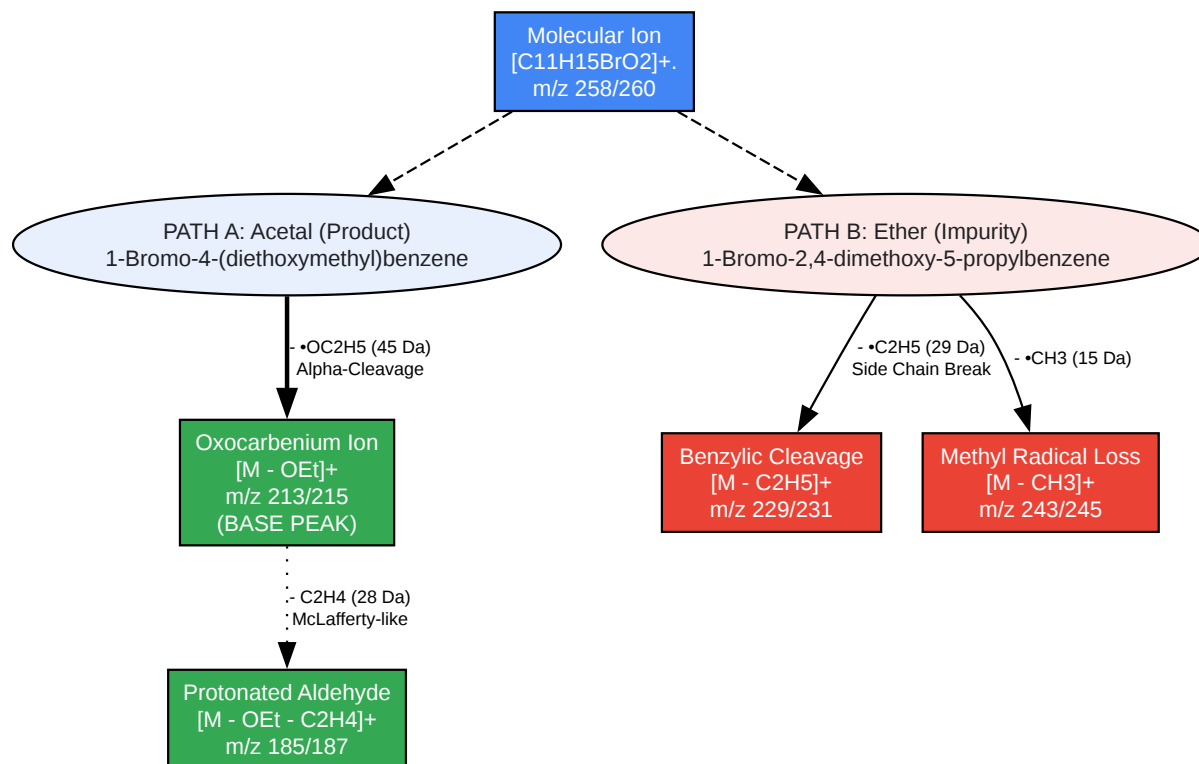 Molecular Ion
[C11H15BrO2]+.
m/z 258/260
PATH A: Acetal (Product)
1-Bromo-4-(diethoxymethyl)benzene
PATH B: Ether (Impurity)
1-Bromo-2,4-dimethoxy-5-propylbenzene
- •OC2H5 (45 Da)
Alpha-Cleavage
- •C2H5 (29 Da)
Side Chain Break
- •CH3 (15 Da)
Oxocarbenium Ion
[M - OEt]+
m/z 213/215
(BASE PEAK)
Benzylic Cleavage
[M - C2H5]+
m/z 229/231
Methyl Radical Loss
[M - CH3]+
m/z 243/245
- C2H4 (28 Da)
McLafferty-like
Protonated Aldehyde
[M - OEt - C2H4]+
m/z 185/187